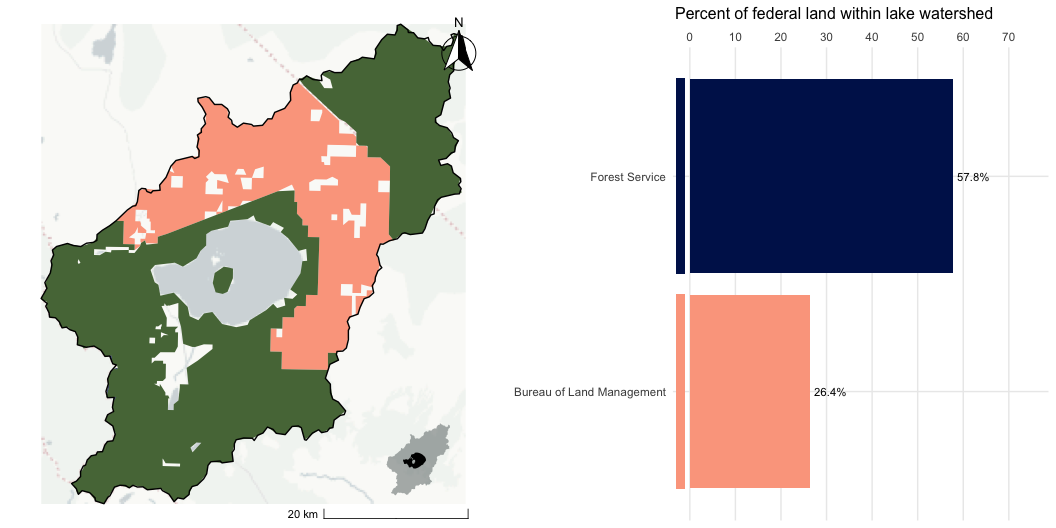 N
20 km
Percent of federal land within lake watershed
0 10 20 30 40 50 60 70
Forest Service 57.8%
Bureau of Land Management 26.4%